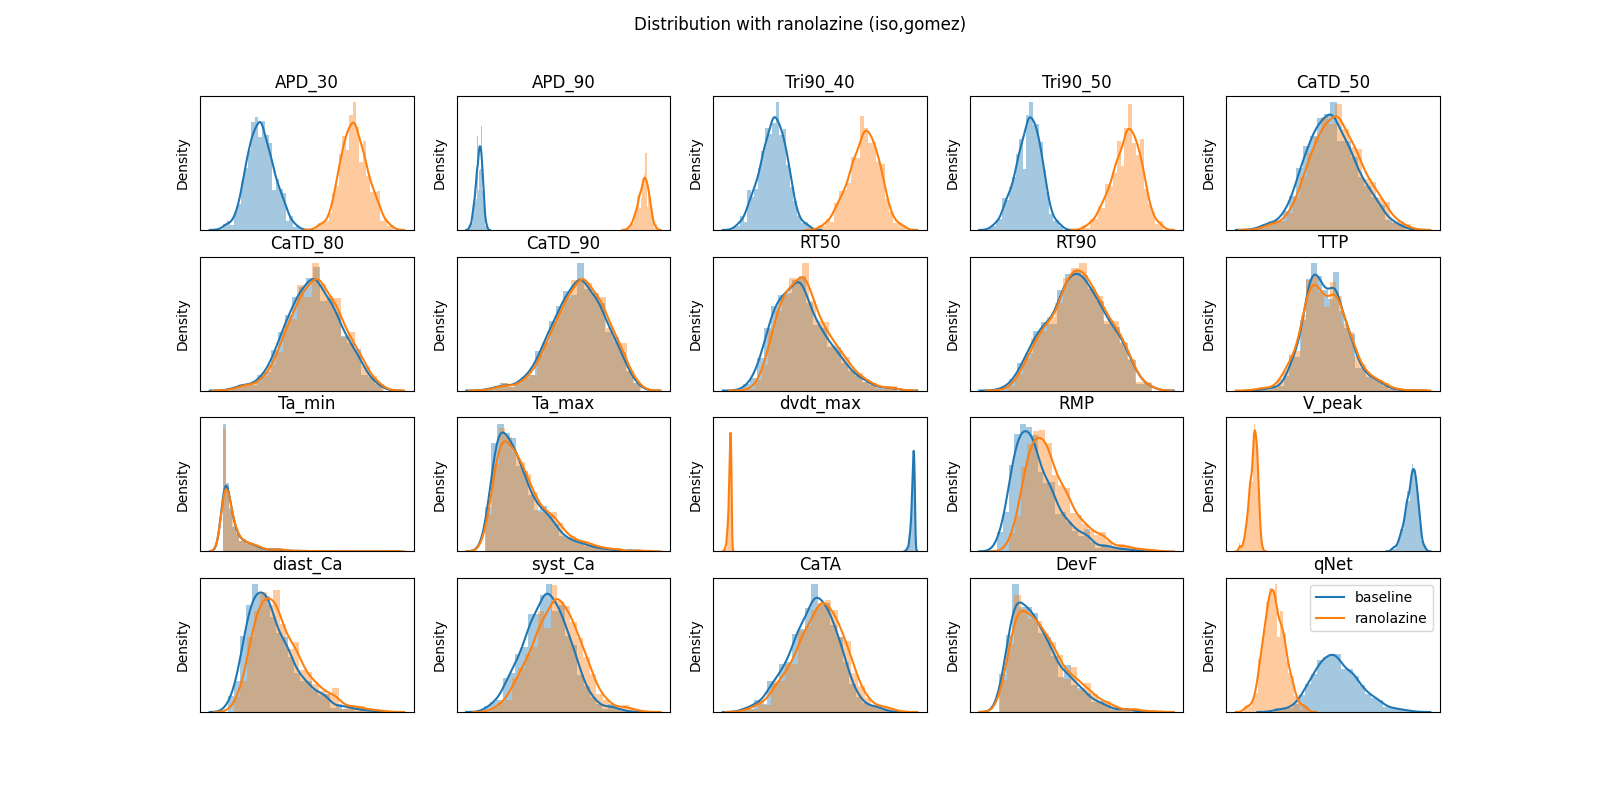 Distribution with ranolazine (iso,gomez)
APD_30
APD_90
Tri90_40
Tri90_50
CaTD_50
Density
Density
Density
Density
Density
CaTD_80
CaTD_90
RT50
RT90
TTP
Density
Density
Density
Density
Density
Ta_min
Ta_max
dvdt_max
RMP
V_peak
Density
Density
Density
Density
Density
diast_Ca
syst_Ca
CaTA
DevF
qNet
Density
Density
Density
Density
Density
baseline
ranolazine